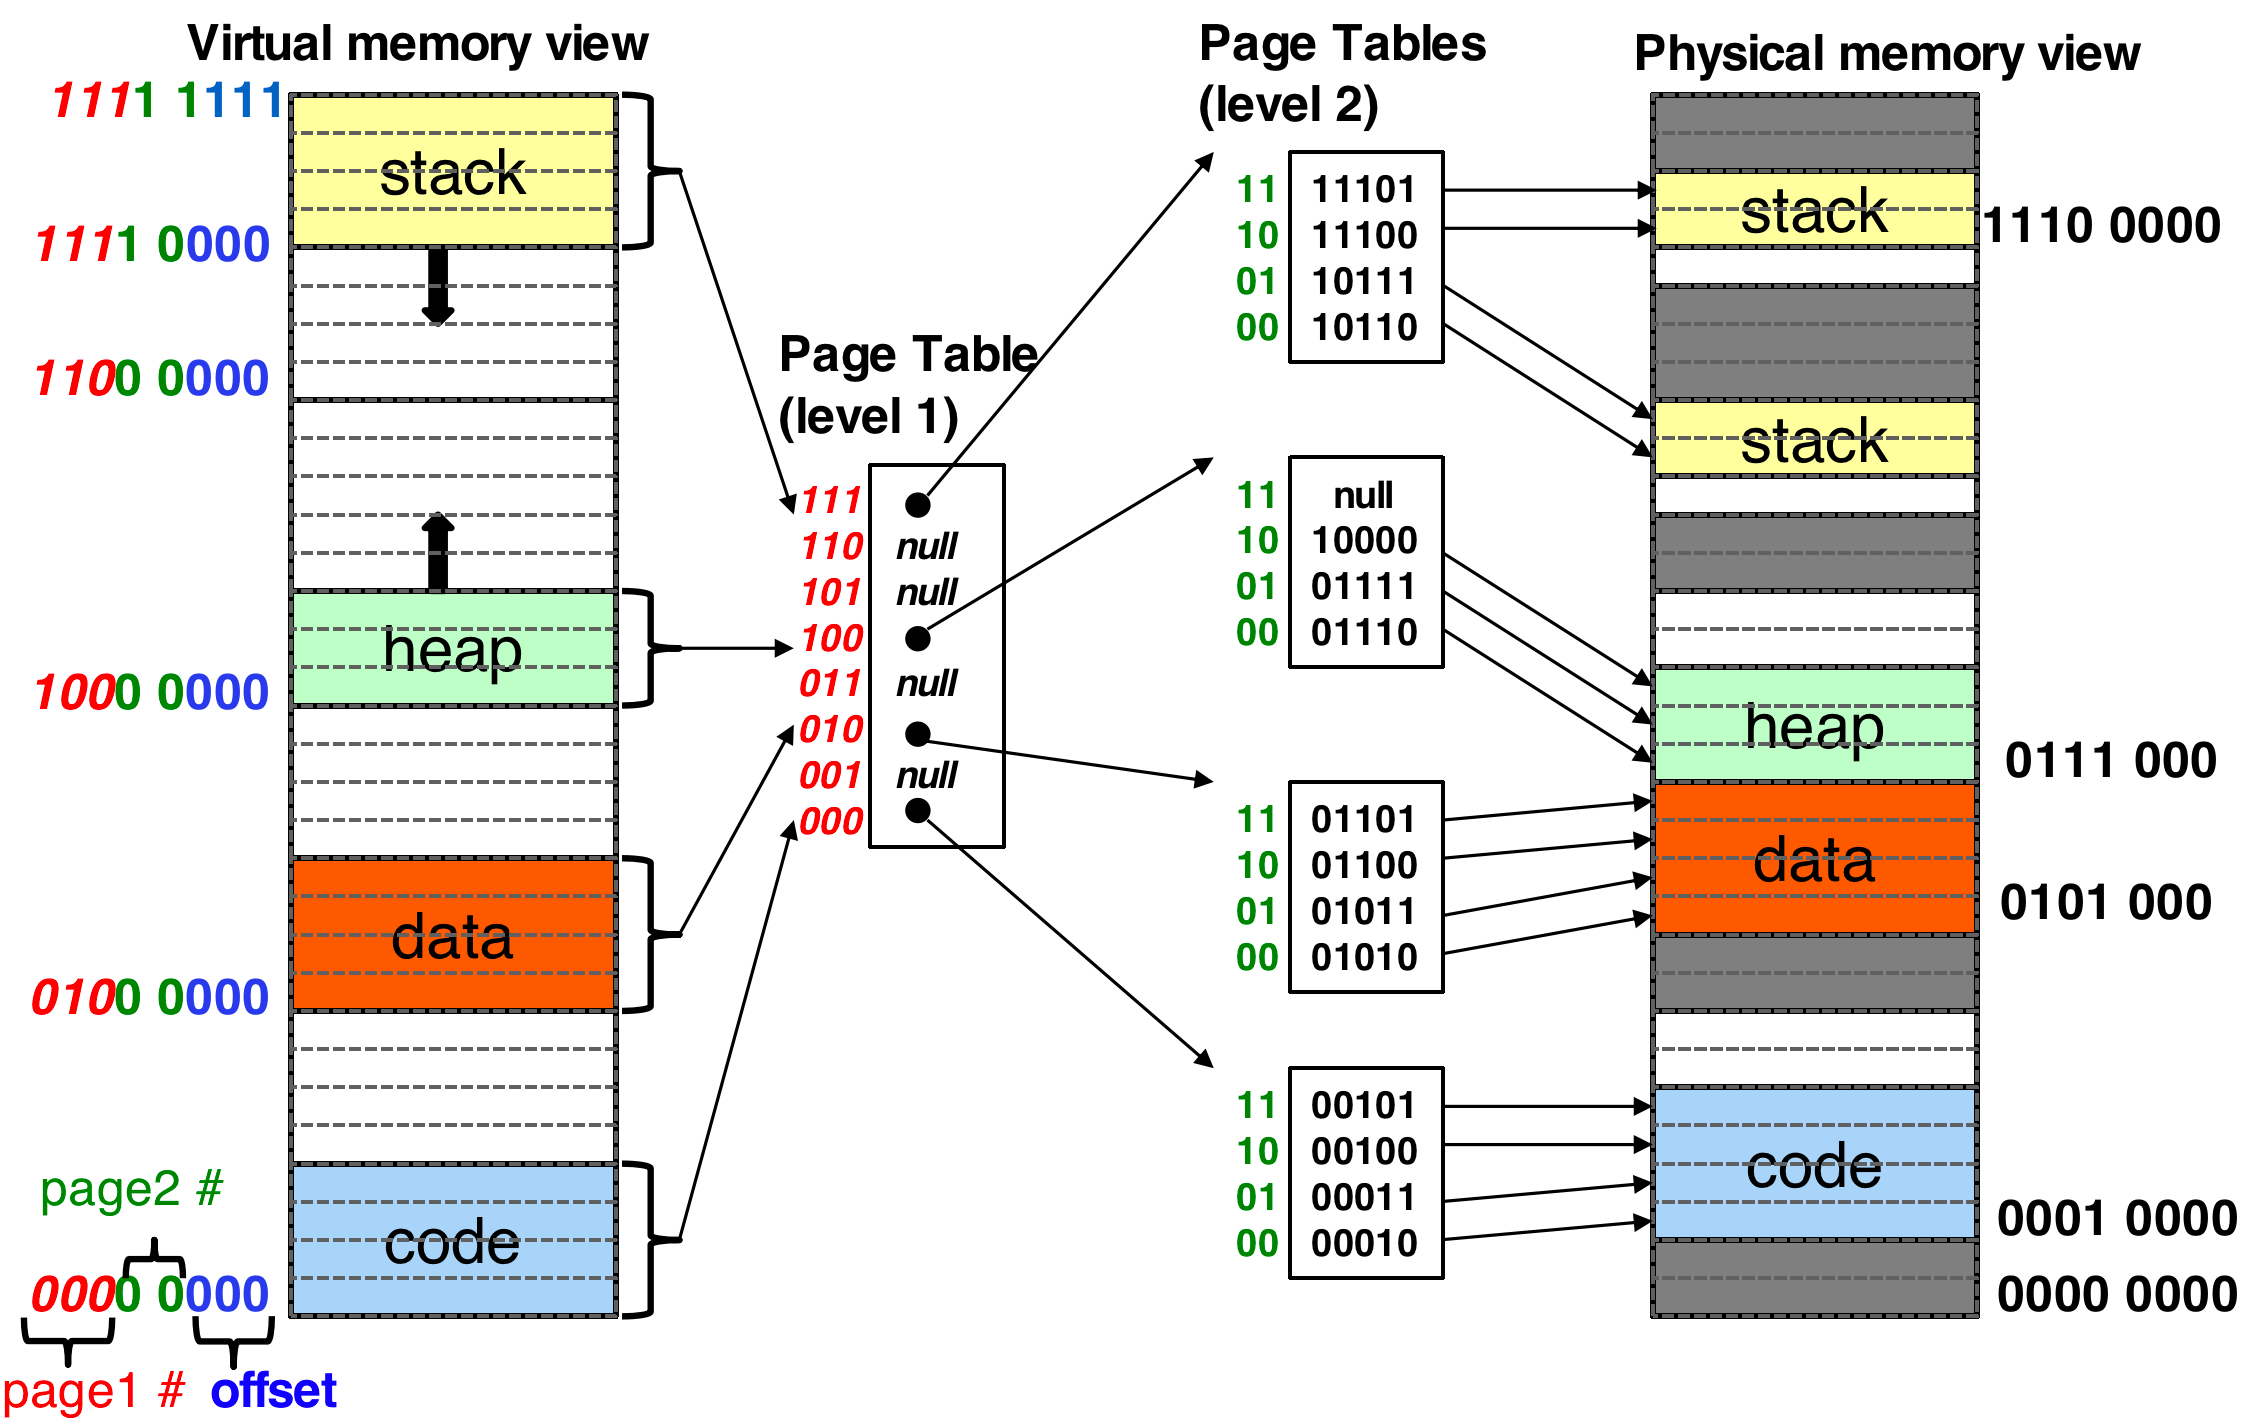 Virtual memory view
1111 1111
stack
1111 0000
1100 0000
heap
1000 0000
data
0100 0000
page2 #
code
0000 0000
page1 #
offset
Page Table
(level 1)
111
110 null
101 null
100
011 null
010
001 null
000
Page Tables
(level 2)
11 11101
10 11100
01 10111
00 10110
11 null
10 10000
01 01111
00 01110
11 01101
10 01100
01 01011
00 01010
11 00101
10 00100
01 00011
00 00010
Physical memory view
stack
1110 0000
stack
heap
0111 000
data
0101 000
code
0001 0000
0000 0000